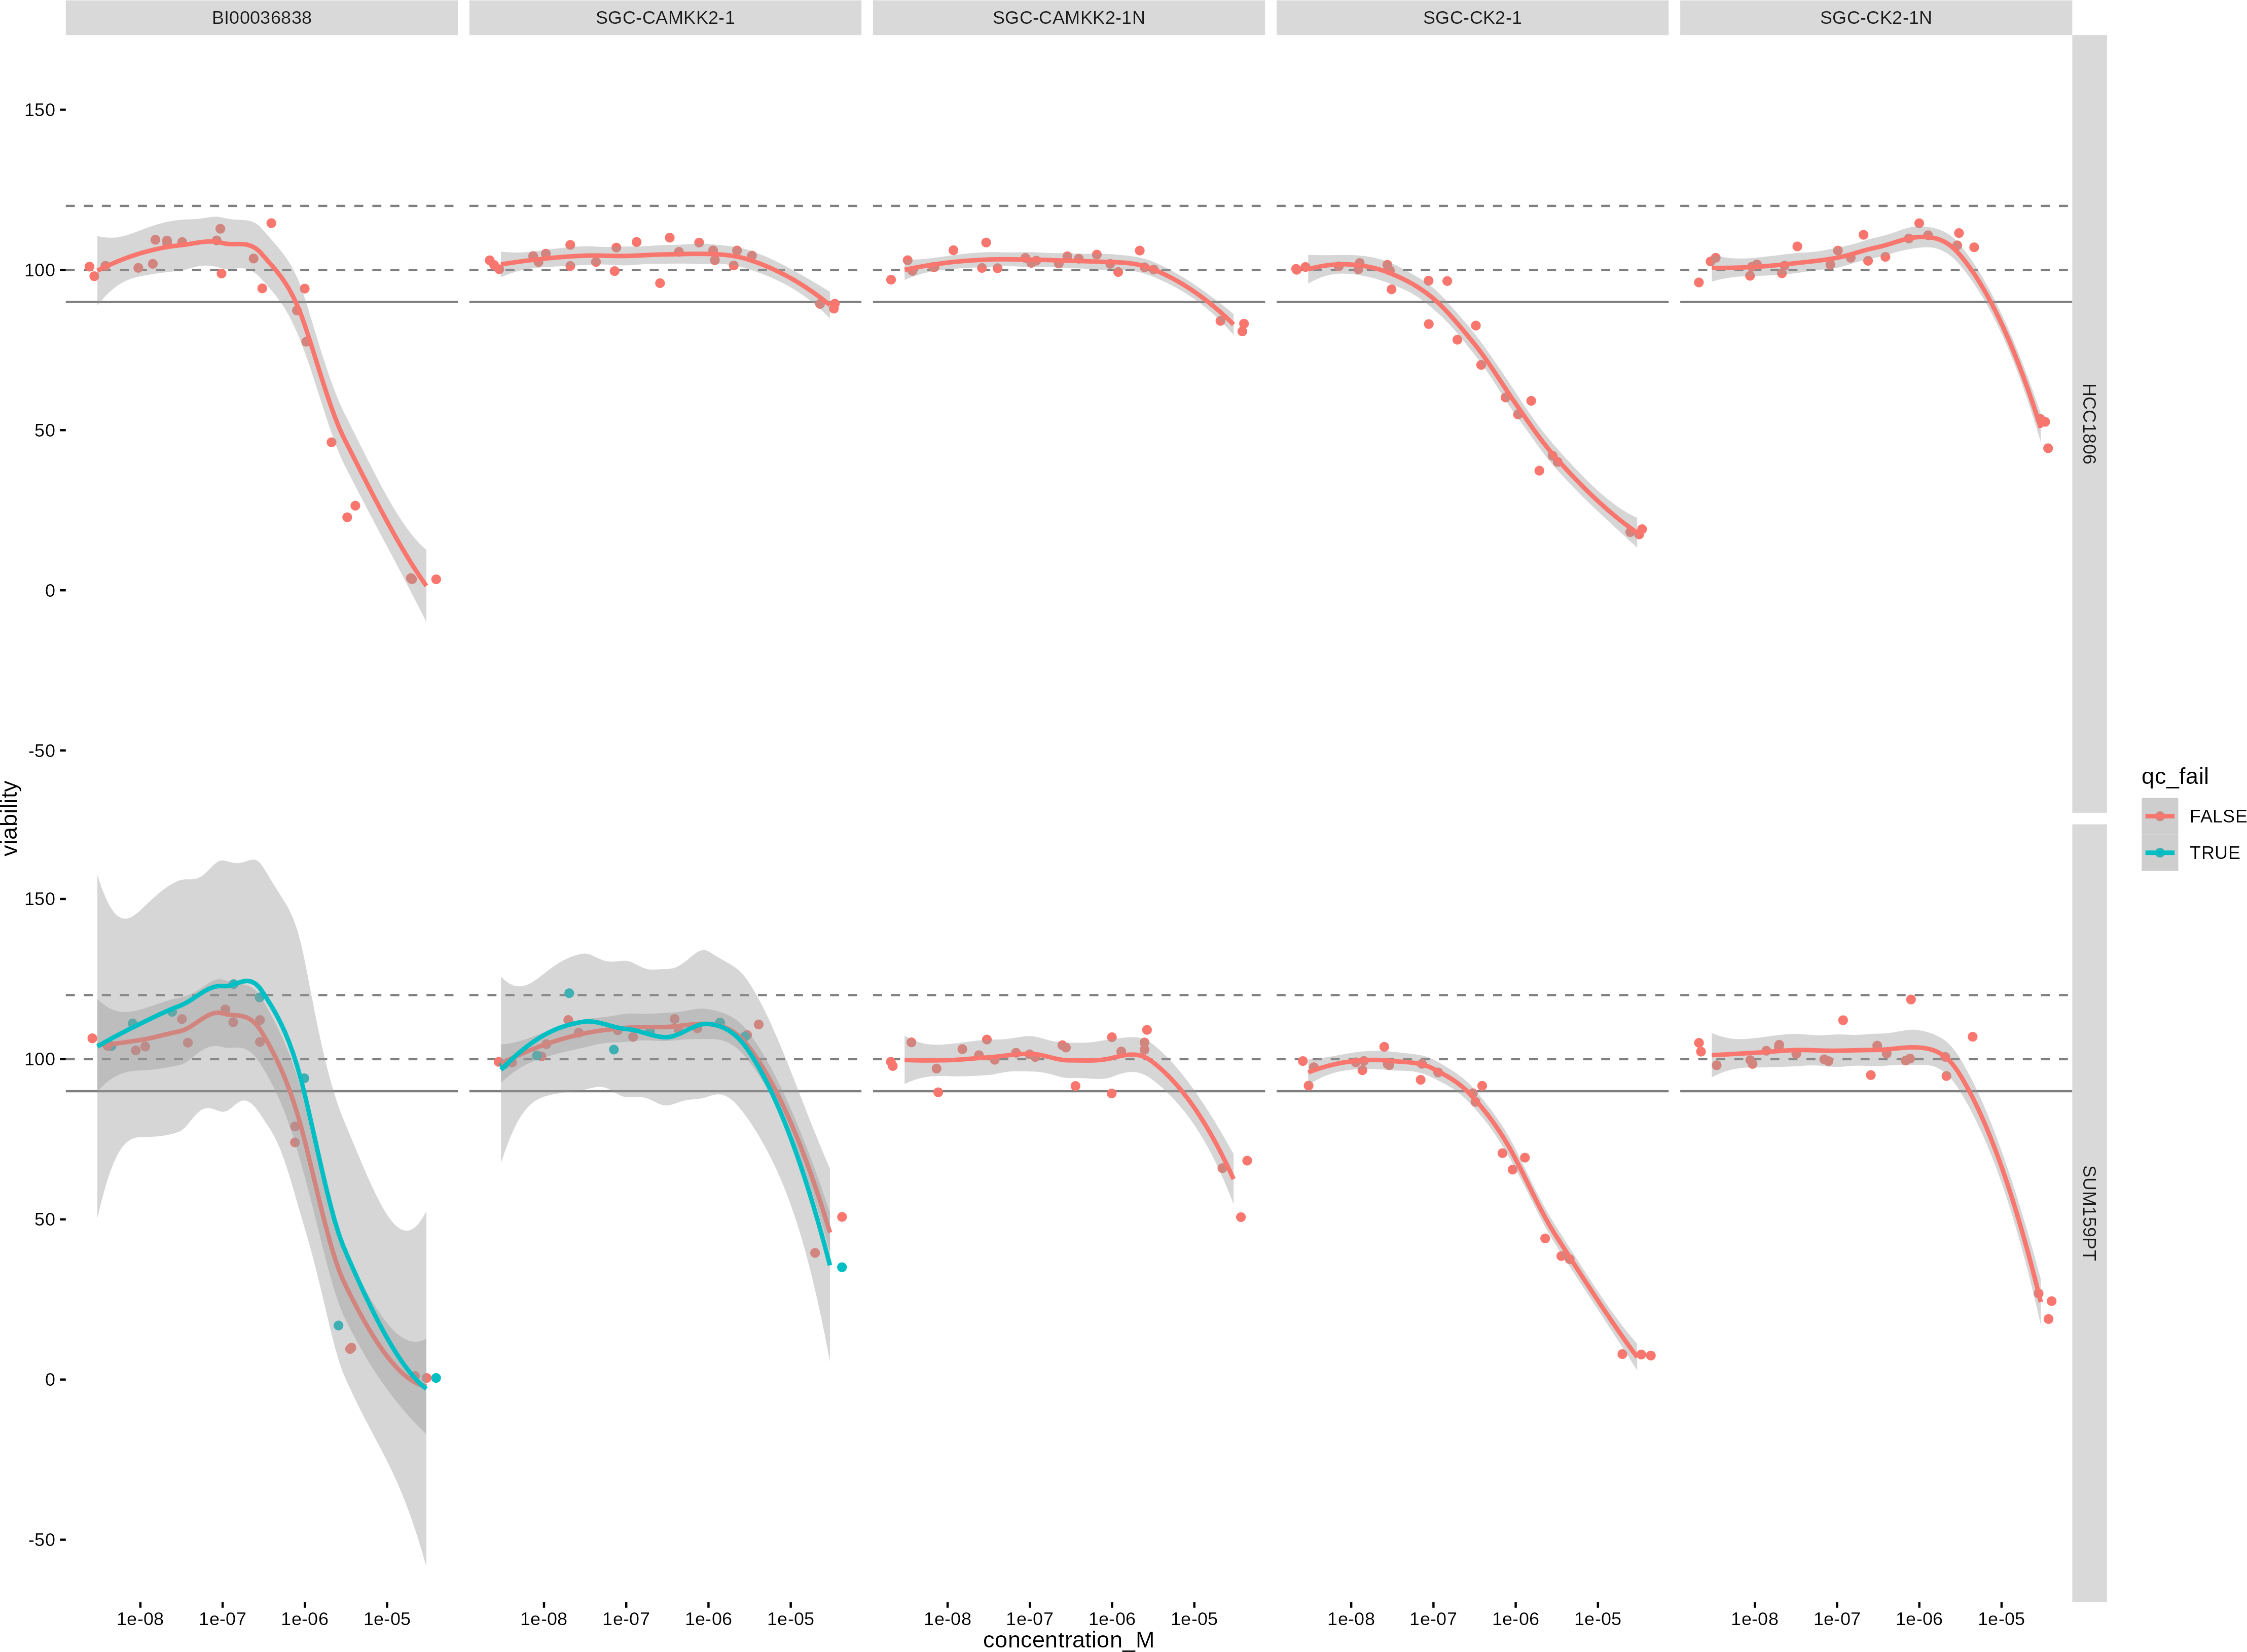 BI00036838
SGC-CAMKK2-1
SGC-CAMKK2-1N
SGC-CK2-1
SGC-CK2-1N
150
100
50
0
-50
HCC1806
viability
150
100
50
0
-50
SUM159PT
qc_fail
FALSE
TRUE
1e-08 1e-07 1e-06 1e-05
1e-08 1e-07 1e-06 1e-05
1e-08 1e-07 1e-06 1e-05
1e-08 1e-07 1e-06 1e-05
1e-08 1e-07 1e-06 1e-05
concentration_M